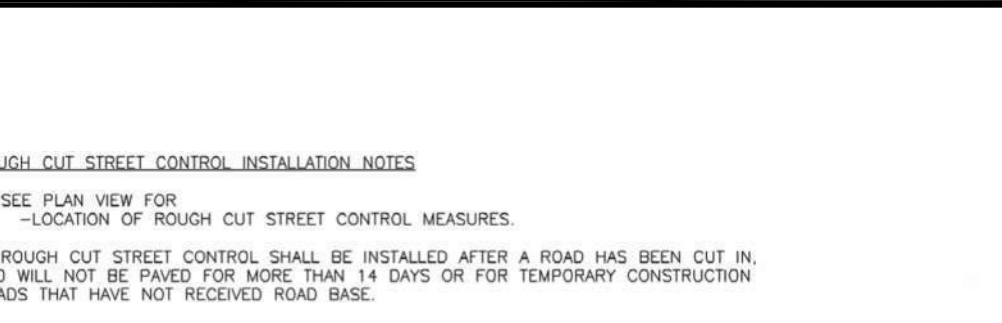 CUT STREET CONTROL INSTALLATION NOTES
SEE PLAN VIEW FOR
-LOCATION OF ROUGH CUT STREET CONTROL MEASURES.
ROUGH CUT STREET CONTROL SHALL BE INSTALLED AFTER A ROAD HAS BEEN CUT IN,
WILL NOT BE PAVED FOR MORE THAN 14 DAYS OR FOR TEMPORARY CONSTRUCTION
THAT HAVE NOT RECEIVED ROAD BASE.